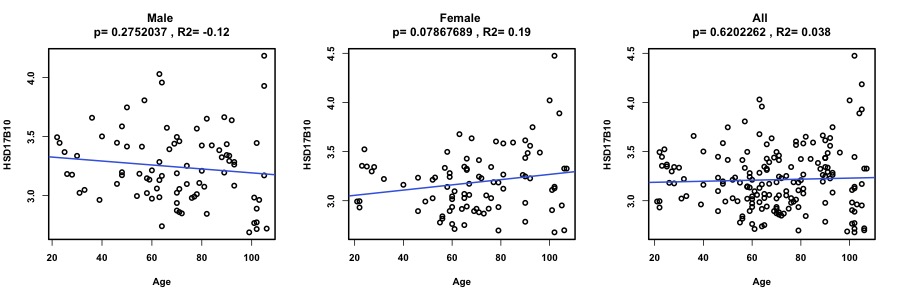 Male
p= 0.2752037 , R2= -0.12
HSD17B10
4.0
3.5
3.0
20 40 60 80 100
Age
Female
p= 0.07867689 , R2= 0.19
HSD17B10
4.5
4.0
3.5
3.0
20 40 60 80 100
Age
All
p= 0.6202262 , R2= 0.038
HSD17B10
4.5
4.0
3.5
3.0
20 40 60 80 100
Age